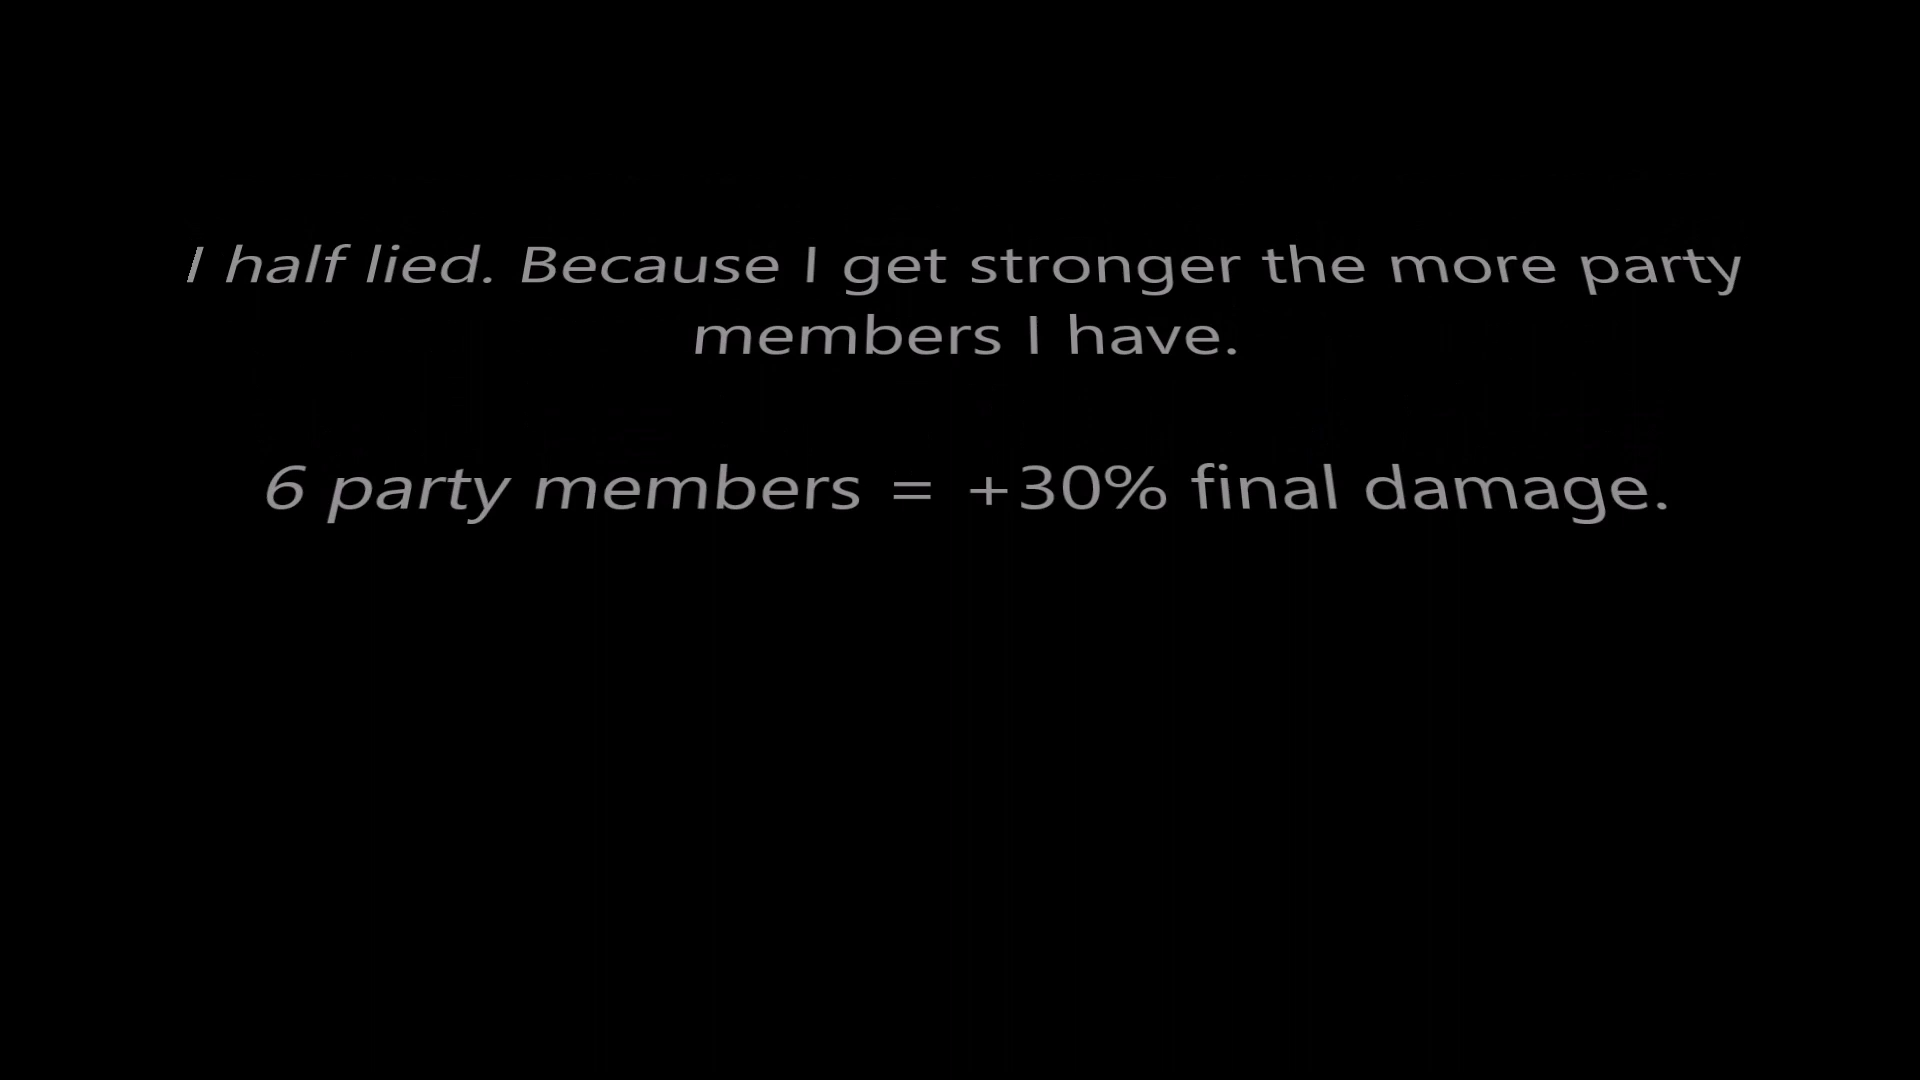 I half lied. Because I get stronger the more party
members I have.
6 party members = +30% final damage.